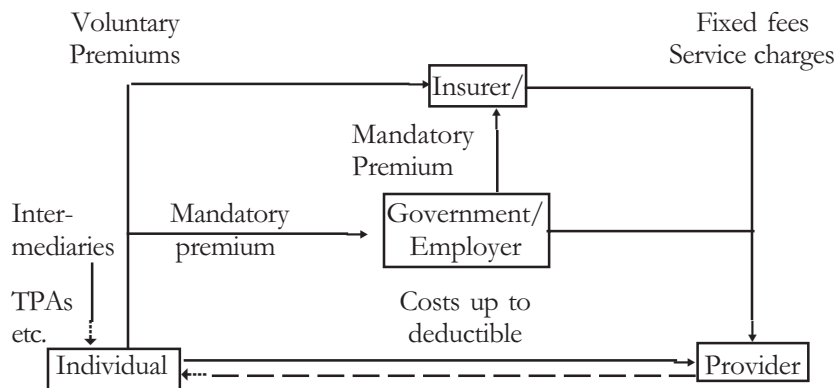 Voluntary
Premiums
Fixed fees
Service charges
Insurer/
Mandatory
Premium
Inter-
mediaries
Mandatory
premium
Government/
Employer
TPAs
etc.
Costs up to
deductible
Individual
Provider